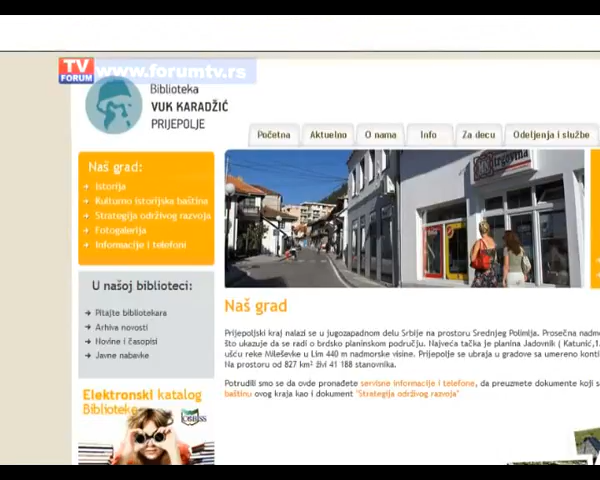 TV
FORUM
www.forumtv.rs
Biblioteka
VUK KARADŽIĆ
PRIJEPOLJE
Početna
Aktuelno
O nama
Info
Za decu
Odeljenja i službe
Naš grad:
Istorija
Kulturno istorijska baština
Strategija održivog razvoja
Fotogalerija
Informacije i telefoni
trgovina
U našoj biblioteci:
Pitajte bibliotekara
Arhiva novosti
Novine i časopisi
Javne nabavke
Naš grad
Prijepoljski kraj nalazi se u jugozapadnom delu Srbije na prostoru Srednjeg Polimlja. Prosečna nadm
što ukazuje da se radi o brdsko planinskom području. Najveća tačka je planina Jadovnik ( Katunić,1.
ušću reke Mileševke u Lim 440 m nadmorske visine. Prijepolje se ubraja u gradove sa umereno konti
Na prostoru od 827 km² živi 41 188 stanovnika.
Potrudili smo se da ovde pronađete servisne informacije i telefone, da preuzmete dokumente koji s
baštinu ovog kraja kao i dokument "Strategija održivog razvoja"
Elektronski katalog
Biblioteke